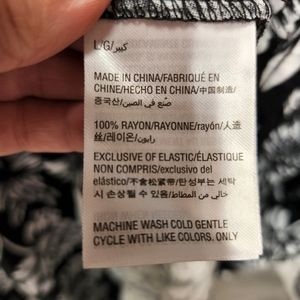 L/G/كبير
MADE IN CHINA/FABRIQUÉ EN
CHINE/HECHO EN CHINA/中国制造/
중국산/صنع في الصين
100% RAYON/RAYONNE/rayón/人造
丝/레이온/رايون
EXCLUSIVE OF ELASTIC/ÉLASTIQUE
NON COMPRIS/exclusivo del
elástico/不含松紧带/탄성부는 세탁
시 손상될 수 있음/خالي من المطاط
MACHINE WASH COLD GENTLE
CYCLE WITH LIKE COLORS. ONLY